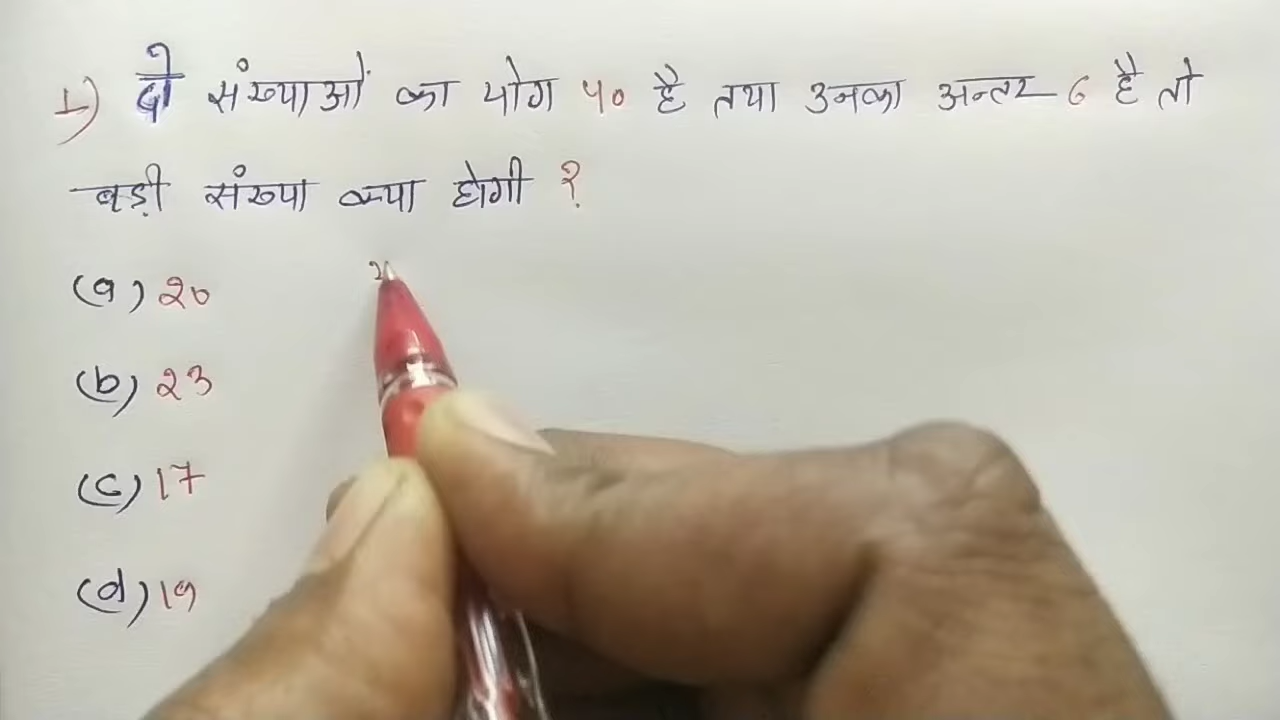 1) दो संख्याओं का योग 40 है तथा उनका अन्तर 6 है तो
बड़ी संख्या क्या होगी ?
(a) 20
(b) 23
(c) 17
(d) 19